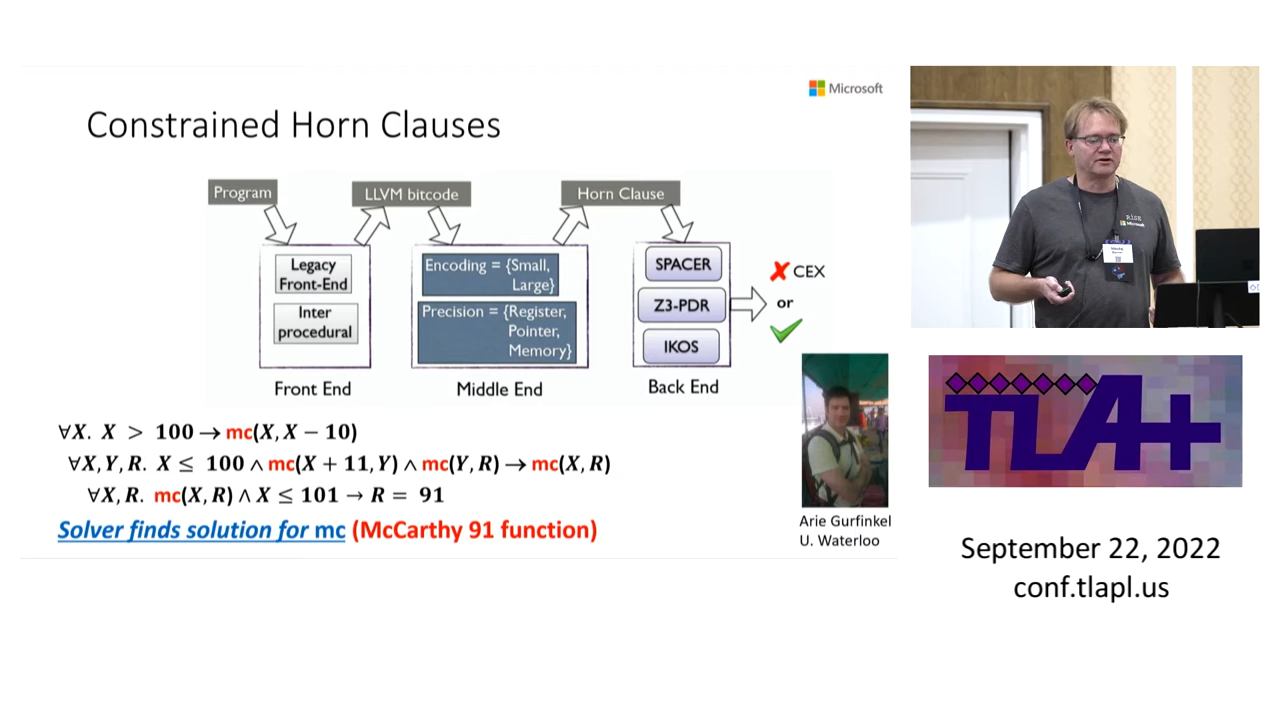 Microsoft
Constrained Horn Clauses
Program
LLVM bitcode
Horn Clause
Legacy
Front-End
Inter
procedural
Front End
Encoding = {Small,
Large}
Precision = {Register,
Pointer,
Memory}
Middle End
SPACER
Z3-PDR
IKOS
Back End
CEX
or
∀X. X > 100 → mc(X, X − 10)
∀X, Y, R. X ≤ 100 ∧ mc(X + 11, Y) ∧ mc(Y, R) → mc(X, R)
∀X, R. mc(X, R) ∧ X ≤ 101 → R = 91
Solver finds solution for mc (McCarthy 91 function)
Arie Gurfinkel
U. Waterloo
RiSE
Microsoft
TLA+
September 22, 2022
conf.tlapl.us